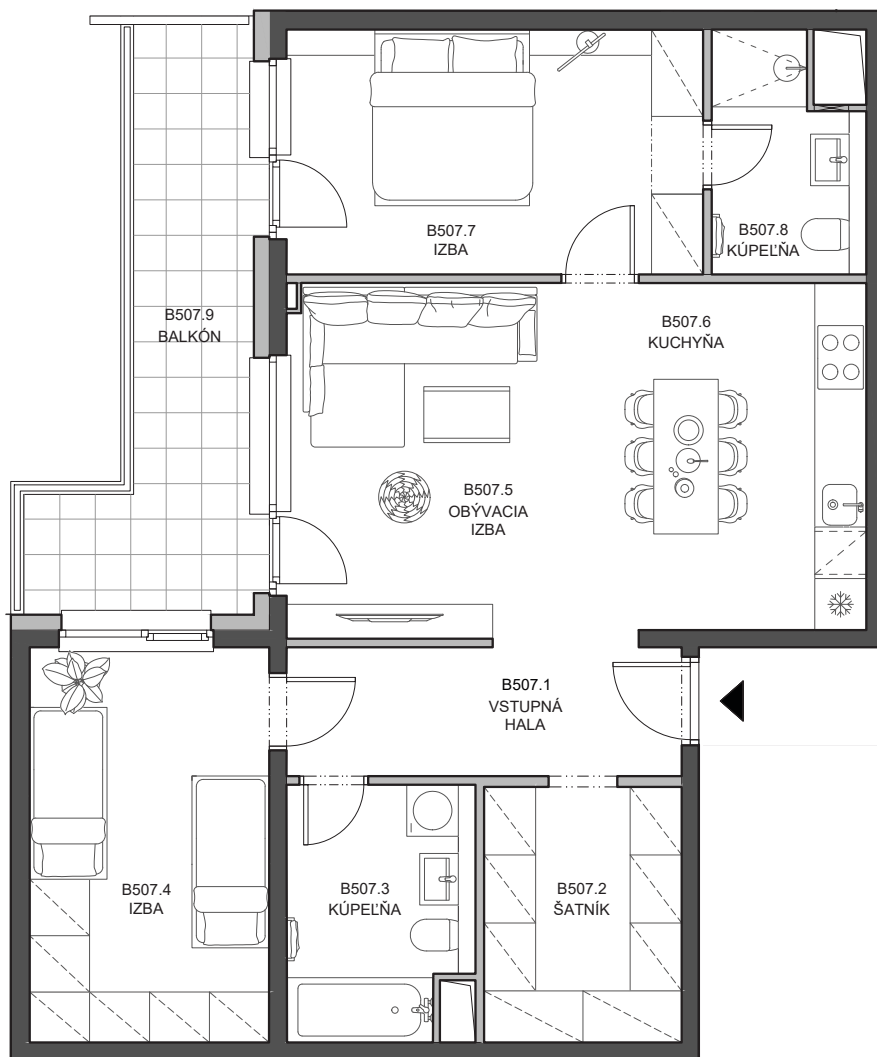 B507.7
IZBA
B507.8
KÚPEĽŇA
B507.9
BALKÓN
B507.6
KUCHYŇA
B507.5
OBÝVACIA
IZBA
B507.1
VSTUPNÁ
HALA
B507.4
IZBA
B507.3
KÚPEĽŇA
B507.2
ŠATNÍK